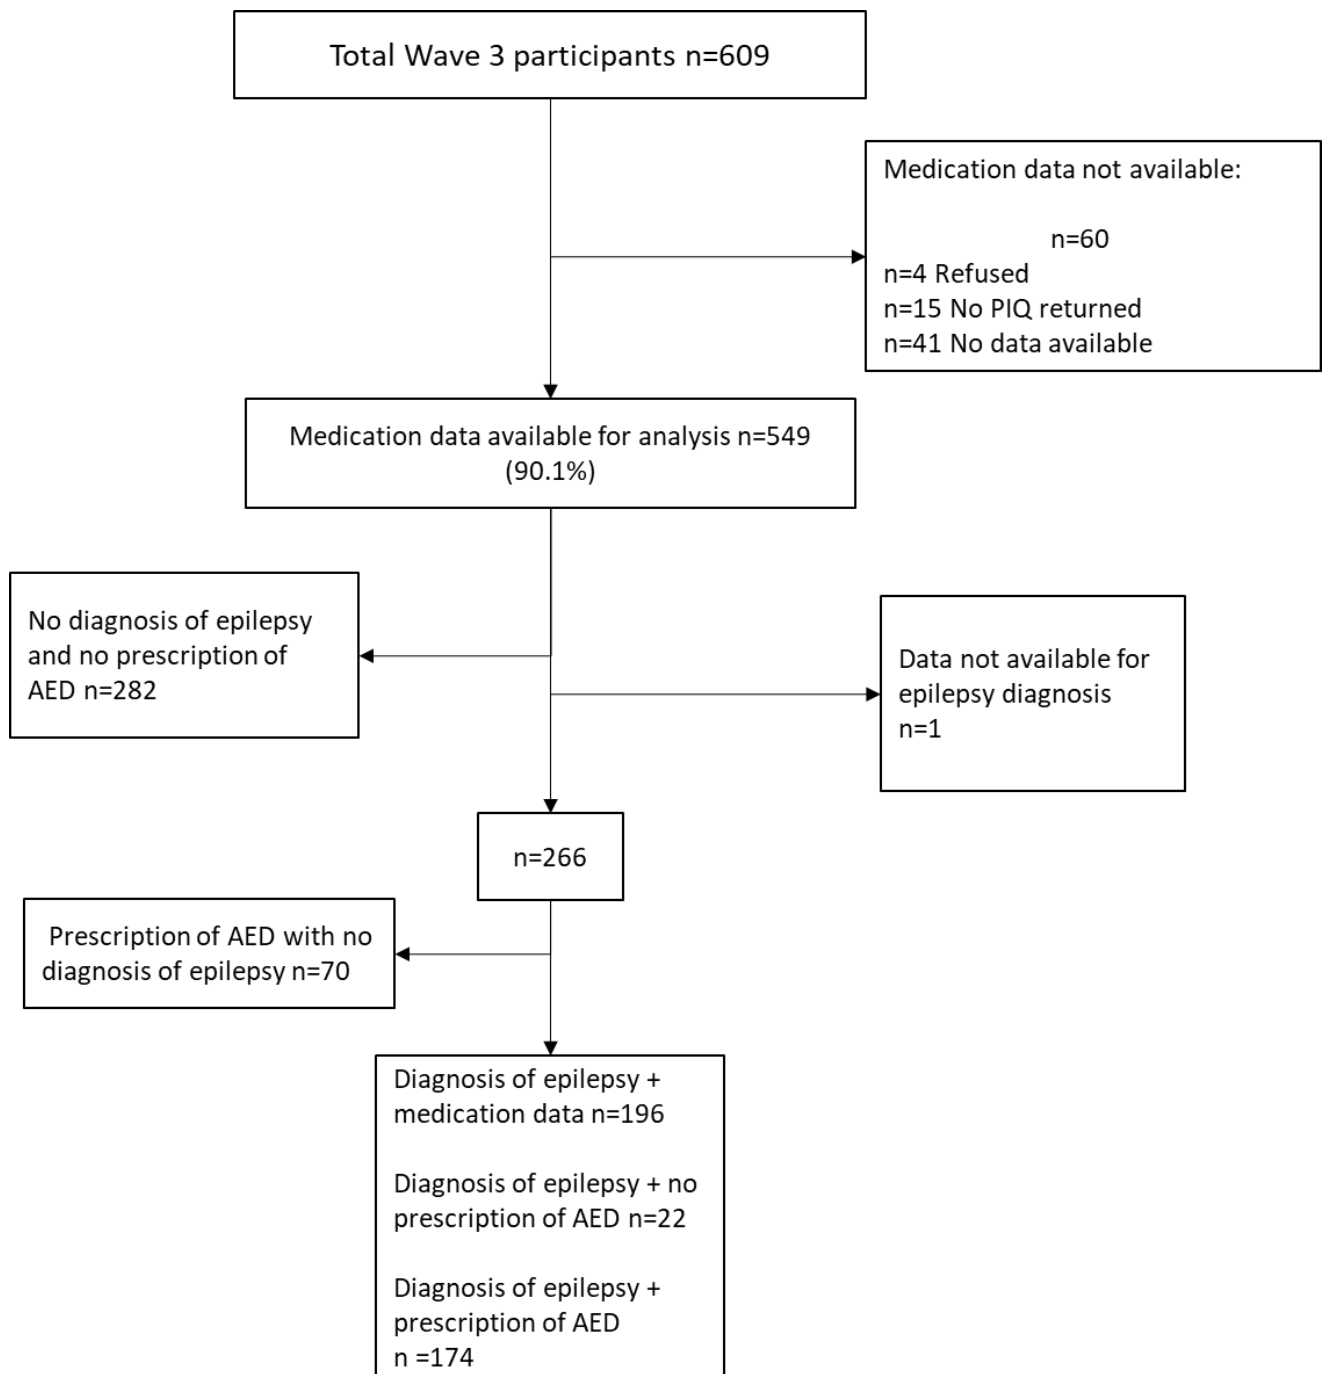 Total Wave 3 participants n=609
Medication data not available:
n=60
n=4 Refused
n=15 No PIQ returned
n=41 No data available
Medication data available for analysis n=549
(90.1%)
No diagnosis of epilepsy
and no prescription of
AED n=282
Data not available for
epilepsy diagnosis
n=1
n=266
Prescription of AED with no
diagnosis of epilepsy n=70
Diagnosis of epilepsy +
medication data n=196
Diagnosis of epilepsy + no
prescription of AED n=22
Diagnosis of epilepsy +
prescription of AED
n =174